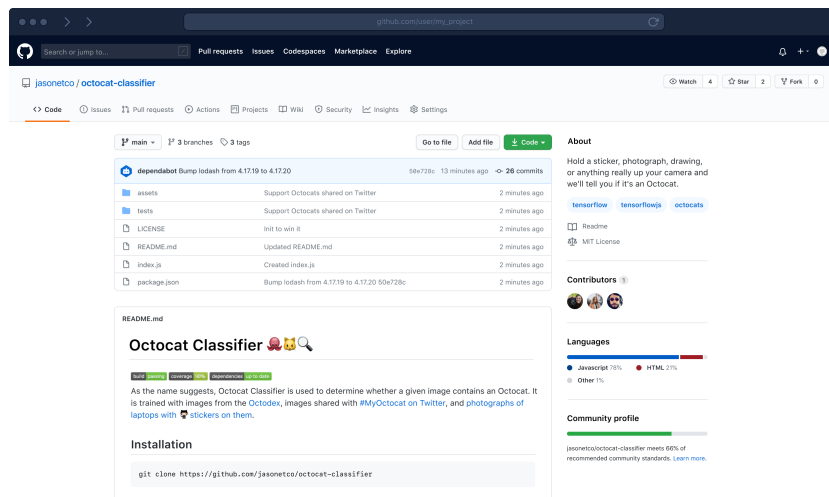 github.com/user/my_project
Search or jump to...
Pull requests Issues Codespaces Marketplace Explore
jasonetco / octocat-classifier
Watch 4 Star 2 Fork 0
Code Issues Pull requests Actions Projects Wiki Security Insights Settings
main 3 branches 3 tags Go to file Add file Code
dependabot Bump lodash from 4.17.19 to 4.17.20 50e728c 13 minutes ago 26 commits
assets Support Octocats shared on Twitter 2 minutes ago
tests Support Octocats shared on Twitter 2 minutes ago
LICENSE Init to win it 2 minutes ago
README.md Updated README.md 2 minutes ago
index.js Created index.js 2 minutes ago
package.json Bump lodash from 4.17.19 to 4.17.20 50e728c 2 minutes ago
README.md
Octocat Classifier
build passing coverage 90% dependencies up to date
As the name suggests, Octocat Classifier is used to determine whether a given image contains an Octocat. It
is trained with images from the Octodex, images shared with #MyOctocat on Twitter, and photographs of
laptops with stickers on them.
Installation
git clone https://github.com/jasonetco/octocat-classifier
About
Hold a sticker, photograph, drawing,
or anything really up your camera and
we'll tell you if it's an Octocat.
tensorflow tensorflowjs octocats
Readme
MIT License
Contributors 1
Languages
Javascript 78% HTML 21%
Other 1%
Community profile
jasonetco/octocat-classifier meets 66% of
recommended community standards. Learn more.